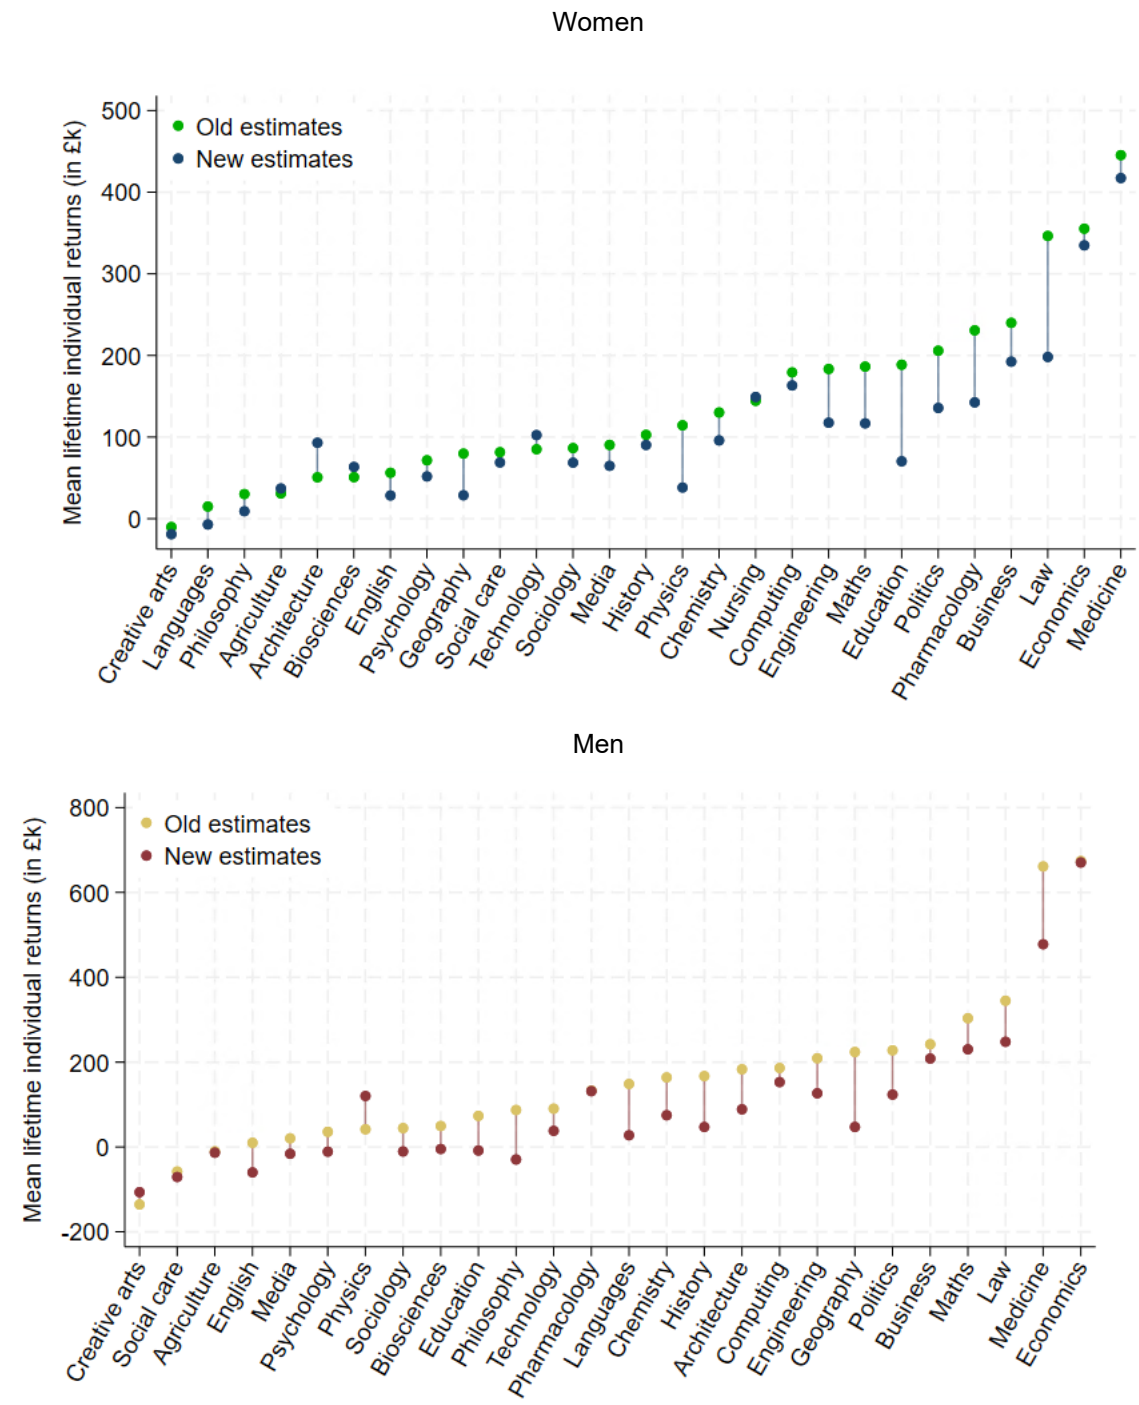 Women
Mean lifetime individual returns (in £k)
500
400
300
200
100
0
Old estimates
New estimates
Creative arts
Languages
Philosophy
Agriculture
Architecture
Biosciences
English
Psychology
Geography
Social care
Technology
Sociology
Media
History
Physics
Chemistry
Nursing
Computing
Engineering
Maths
Education
Politics
Pharmacology
Business
Law
Economics
Medicine
Men
Mean lifetime individual returns (in £k)
800
600
400
200
0
-200
Old estimates
New estimates
Creative arts
Social care
Agriculture
English
Media
Psychology
Physics
Sociology
Biosciences
Education
Philosophy
Technology
Pharmacology
Languages
Chemistry
History
Architecture
Computing
Engineering
Geography
Politics
Business
Maths
Law
Medicine
Economics